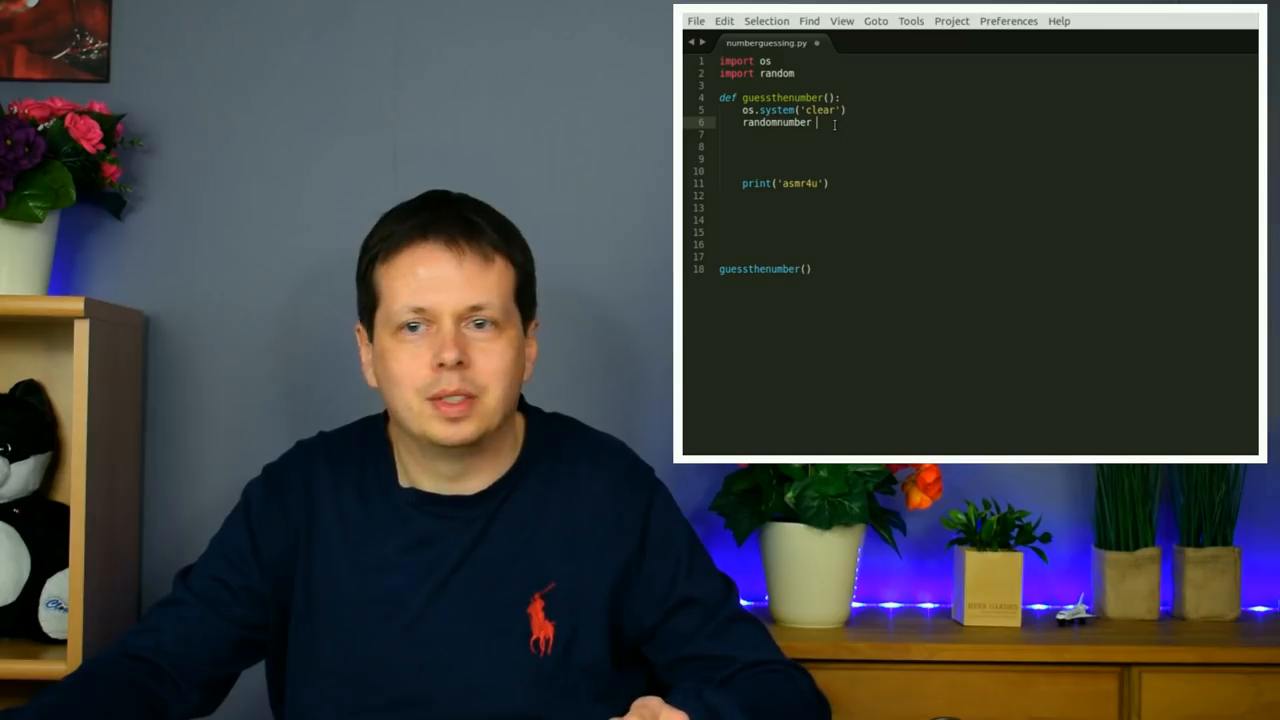 File Edit Selection Find View Goto Tools Project Preferences Help
numberguessing.py
1 import os
2 import random
3
4 def guessthenumber():
5 os.system('clear')
6 randomnumber
7
8
9
10
11 print('asmr4u')
12
13
14
15
16
17
18 guessthenumber()
HERB GARDEN